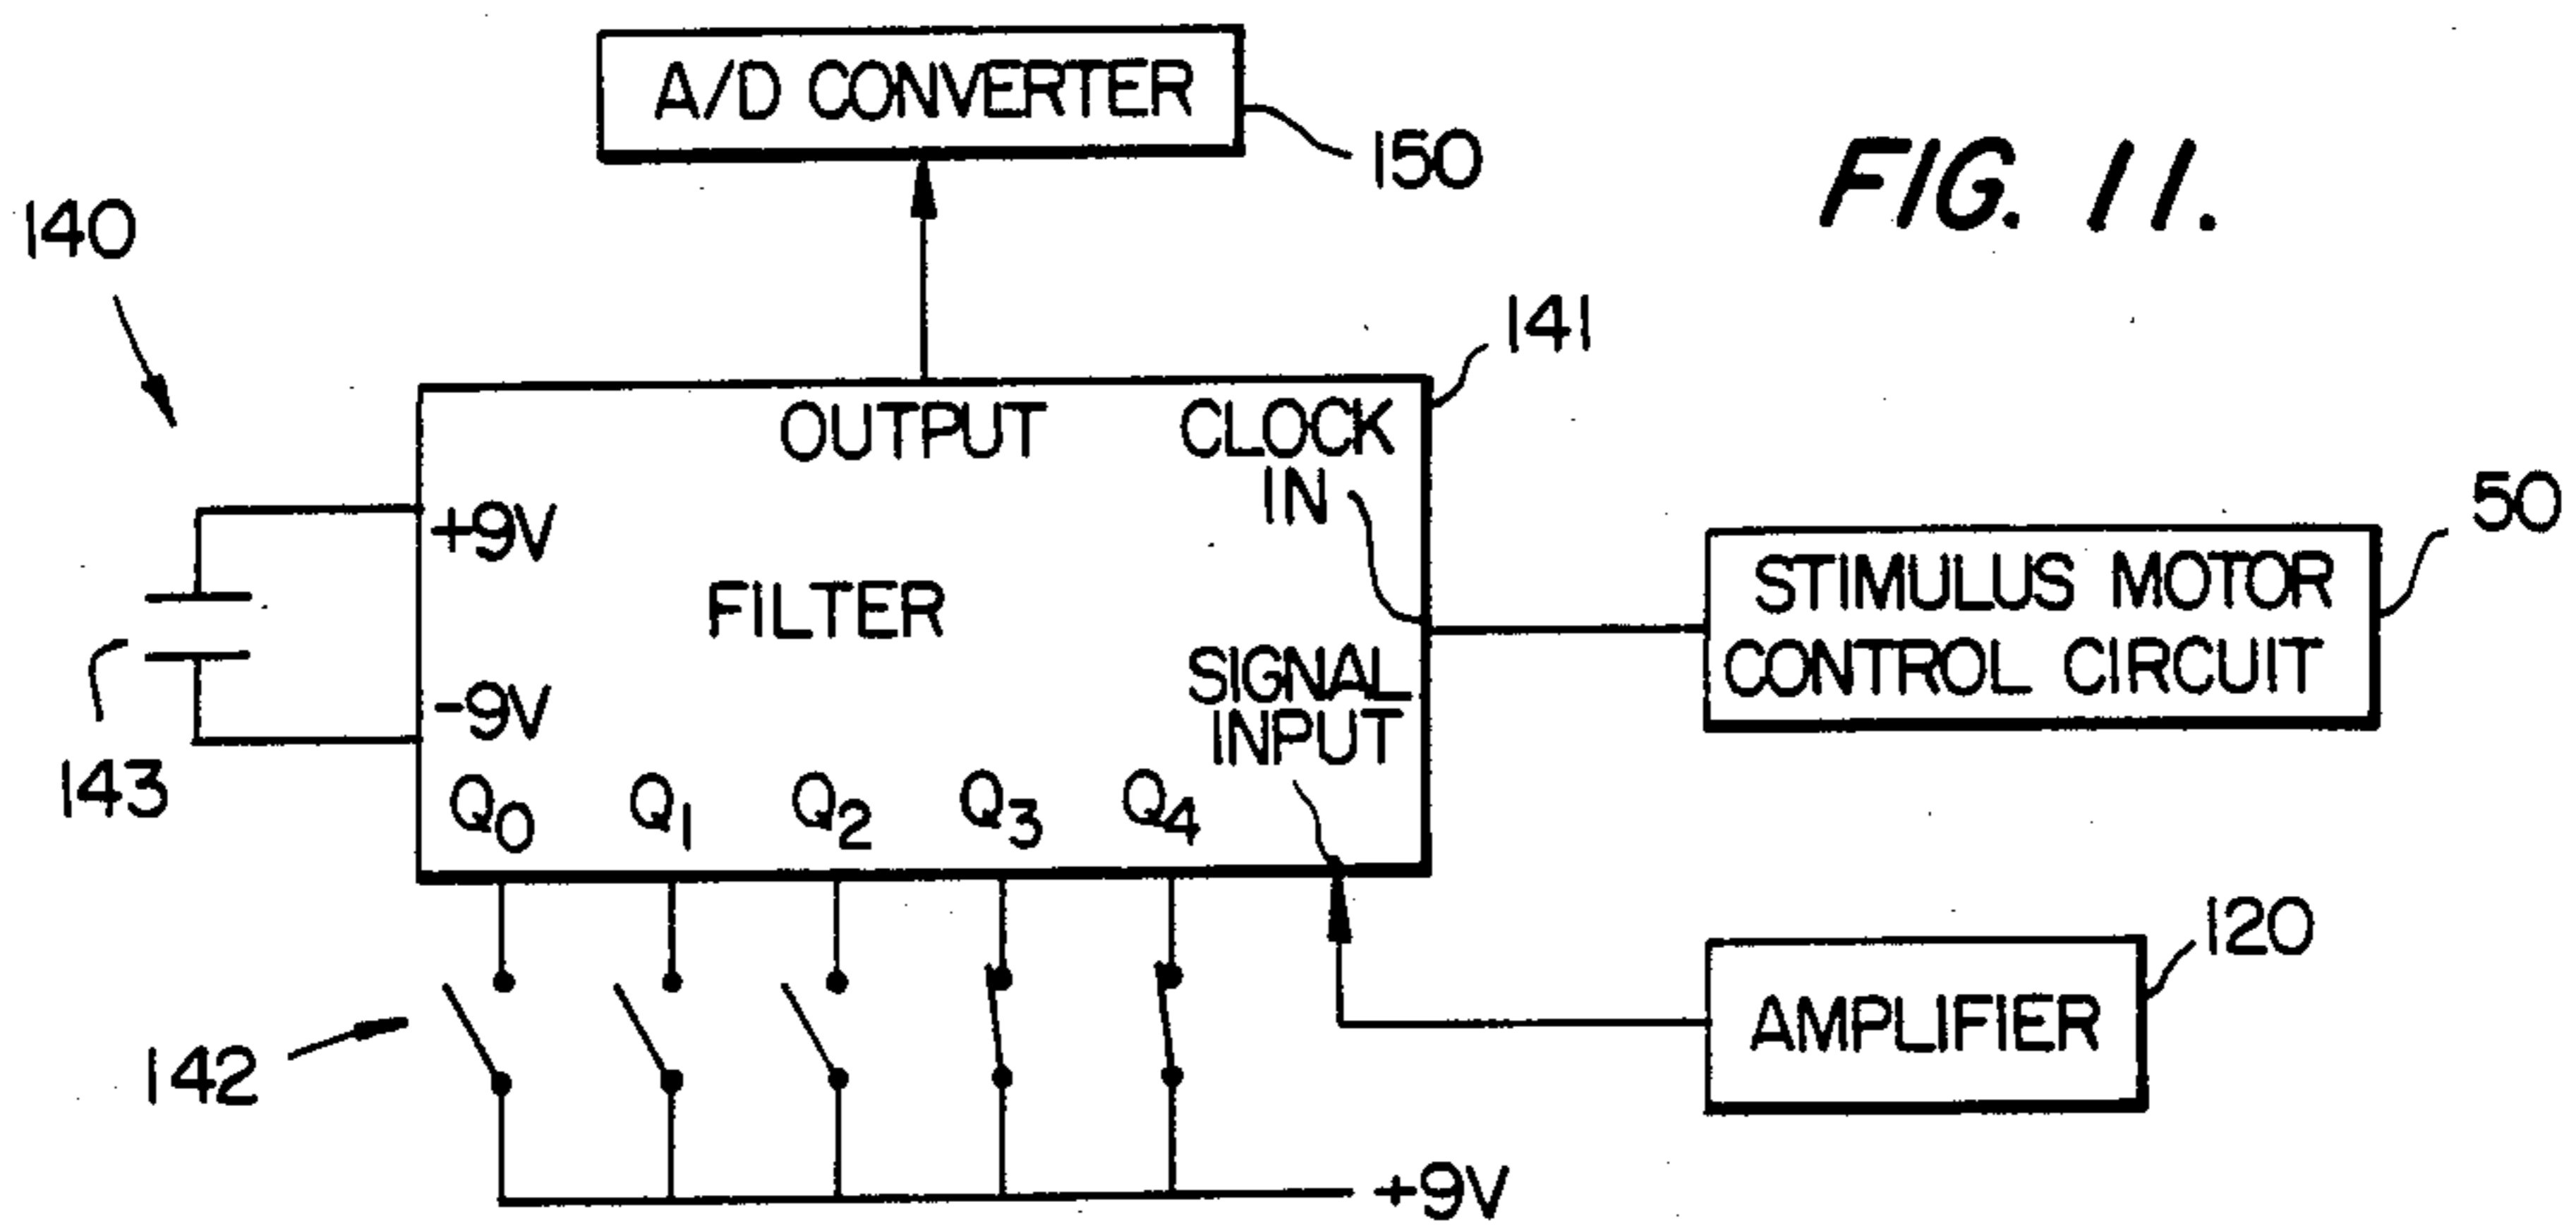 A/D CONVERTER
150
FIG. 11.
140
141
OUTPUT
CLOCK
IN
+9V
50
STIMULUS MOTOR
CONTROL CIRCUIT
FILTER
SIGNAL
INPUT
-9V
143
Q0 Q1 Q2 Q3 Q4
120
AMPLIFIER
142
+9V